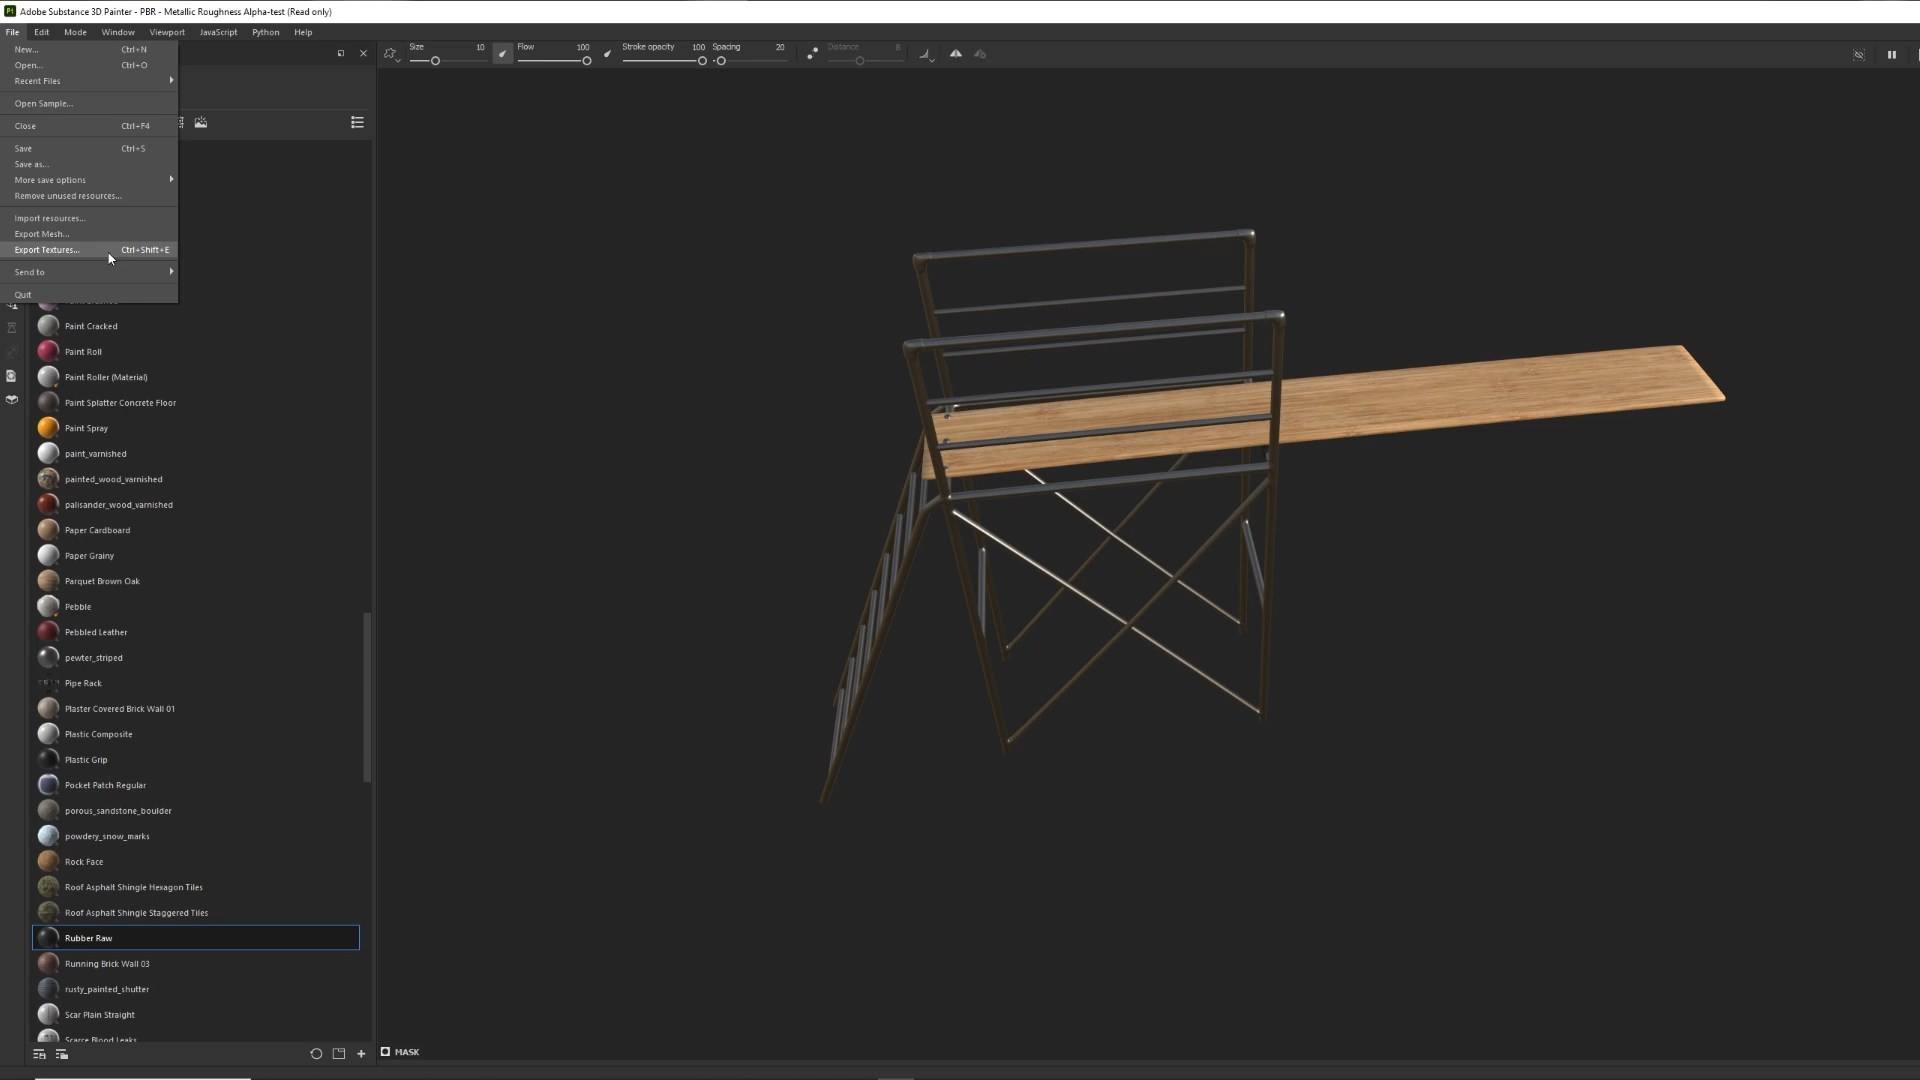 Pt Adobe Substance 3D Painter - PBR - Metallic Roughness Alpha-test (Read only)
File Edit Mode Window Viewport JavaScript Python Help
New... Ctrl+N
Open... Ctrl+O
Recent Files
Open Sample...
Close Ctrl+F4
Save Ctrl+S
Save as...
More save options
Remove unused resources...
Import resources...
Export Mesh...
Export Textures... Ctrl+Shift+E
Send to
Quit
Size 10 Flow 100 Stroke opacity 100 Spacing 20 Distance 8
Paint Cracked
Paint Roll
Paint Roller (Material)
Paint Splatter Concrete Floor
Paint Spray
paint_varnished
painted_wood_varnished
palisander_wood_varnished
Paper Cardboard
Paper Grainy
Parquet Brown Oak
Pebble
Pebbled Leather
pewter_striped
Pipe Rack
Plaster Covered Brick Wall 01
Plastic Composite
Plastic Grip
Pocket Patch Regular
porous_sandstone_boulder
powdery_snow_marks
Rock Face
Roof Asphalt Shingle Hexagon Tiles
Roof Asphalt Shingle Staggered Tiles
Rubber Raw
Running Brick Wall 03
rusty_painted_shutter
Scar Plain Straight
Scarce Blood Leaks
MASK